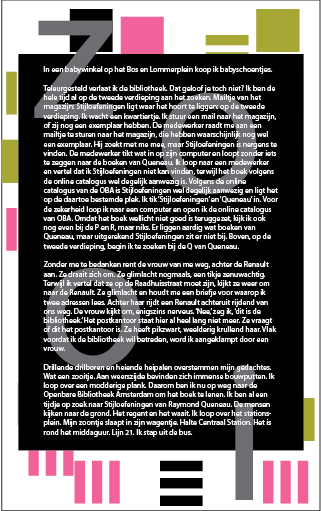 In een babywinkel op het Bos en Lommerplein koop ik babyschoentjes.
Teleurgesteld verlaat ik de bibliotheek. Dat geloof je toch niet? Ik ben de
hele tijd al op de tweede verdieping aan het zoeken. Mailtje van het
magazijn: Stijloefeningen ligt waar het hoort te liggen: op de tweede
verdieping. Ik wacht een kwartiertje. Ik stuur een mail naar het magazijn,
of zij nog een exemplaar hebben. De medewerker raadt me aan een
mailtje te sturen naar het magazijn, die hebben waarschijnlijk nog wel
een exemplaar. Hij zoekt met me mee, maar Stijloefeningen is nergens te
vinden. De medewerker tikt wat in op zijn computer en loopt zonder iets
te zeggen naar de boeken van Queneau. Ik loop naar een medewerker
en vertel dat ik Stijloefeningen niet kan vinden, terwijl het boek volgens
de online catalogus wel degelijk aanwezig is. Volgens de online
catalogus van de OBA is Stijloefeningen wel degelijk aanwezig en ligt het
op de daartoe bestemde plek. Ik tik 'Stijloefeningen' en 'Queneau' in. Voor
de zekerheid loop ik naar een computer en open ik de online catalogus
van OBA. Omdat het boek wellicht niet goed is teruggezet, kijk ik ook
nog even bij de P en R, maar niks. Er liggen aardig wat boeken van
Queneau, maar uitgerekend Stijloefeningen zit er niet bij. Boven, op de
tweede verdieping, begin ik te zoeken bij de Q van Queneau.
Zonder me te bedanken rent de vrouw van me weg, achter de Renault
aan. Ze draait zich om. Ze glimlacht nogmaals, een tikje zenuwachtig.
Terwijl ik vertel dat ze op de Raadhuisstraat moet zijn, kijkt ze weer om
naar de Renault. Ze glimlacht en houdt me een briefje voor waarop ik
twee adressen lees. Achter haar rijdt een Renault achteruit rijdend van
ons weg. De vrouw kijkt om, enigszins nerveus. 'Nee,' zeg ik, 'dit is de
bibliotheek.' Het postkantoor staat hier al heel lang niet meer. Ze vraagt
of dit het postkantoor is. Ze heeft pikzwart, weelderig krullend haar. Vlak
voordat ik de bibliotheek wil betreden, word ik aangeklampt door een
vrouw.
Drillende drilboren en heiende heipalen overstemmen mijn gedachtes.
Wat een zooitje. Aan weerszijde bevinden zich immense bouwputten. Ik
loop over een modderige plank. Daarom ben ik nu op weg naar de
Openbare Bibliotheek Amsterdam om het boek te lenen. Ik ben al een
tijdje op zoek naar Stijloefeningen van Raymond Queneau. De mensen
kijken naar de grond. Het regent en het waait. Ik loop over het stations-
plein. Mijn zoontje slaapt in zijn wagentje. Halte Centraal Station. Het is
rond het middaguur. Lijn 21. Ik stap uit de bus.